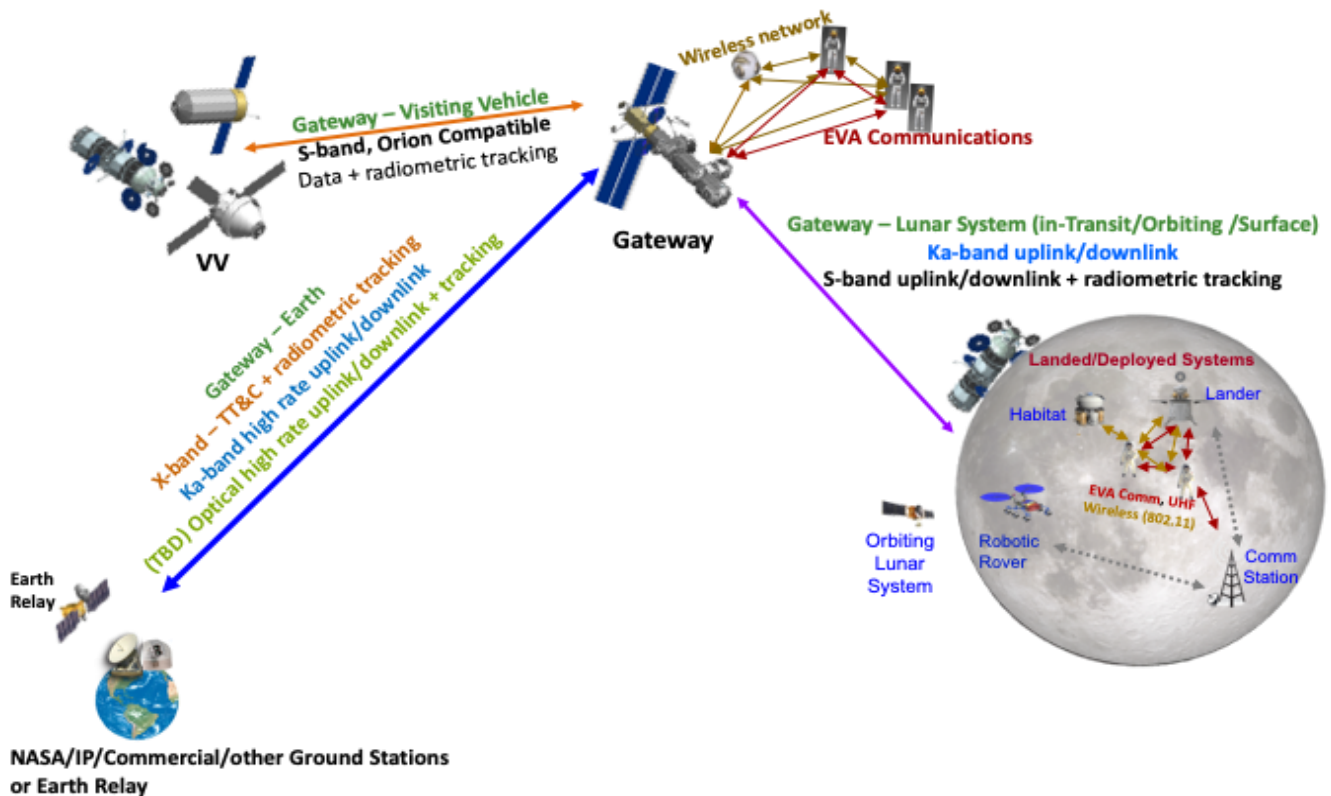 Wireless network
EVA Communications
Gateway – Visiting Vehicle
S-band, Orion Compatible
Data + radiometric tracking
VV
Gateway
Gateway – Earth
X-band – TT&C + radiometric tracking
Ka-band high rate uplink/downlink
(TBD) Optical high rate uplink/downlink + tracking
Gateway – Lunar System (in-Transit/Orbiting /Surface)
Ka-band uplink/downlink
S-band uplink/downlink + radiometric tracking
Landed/Deployed Systems
Lander
Habitat
EVA Comm, UHF
Wireless (802.11)
Robotic
Rover
Comm
Station
Orbiting
Lunar
System
Earth
Relay
NASA/IP/Commercial/other Ground Stations
or Earth Relay